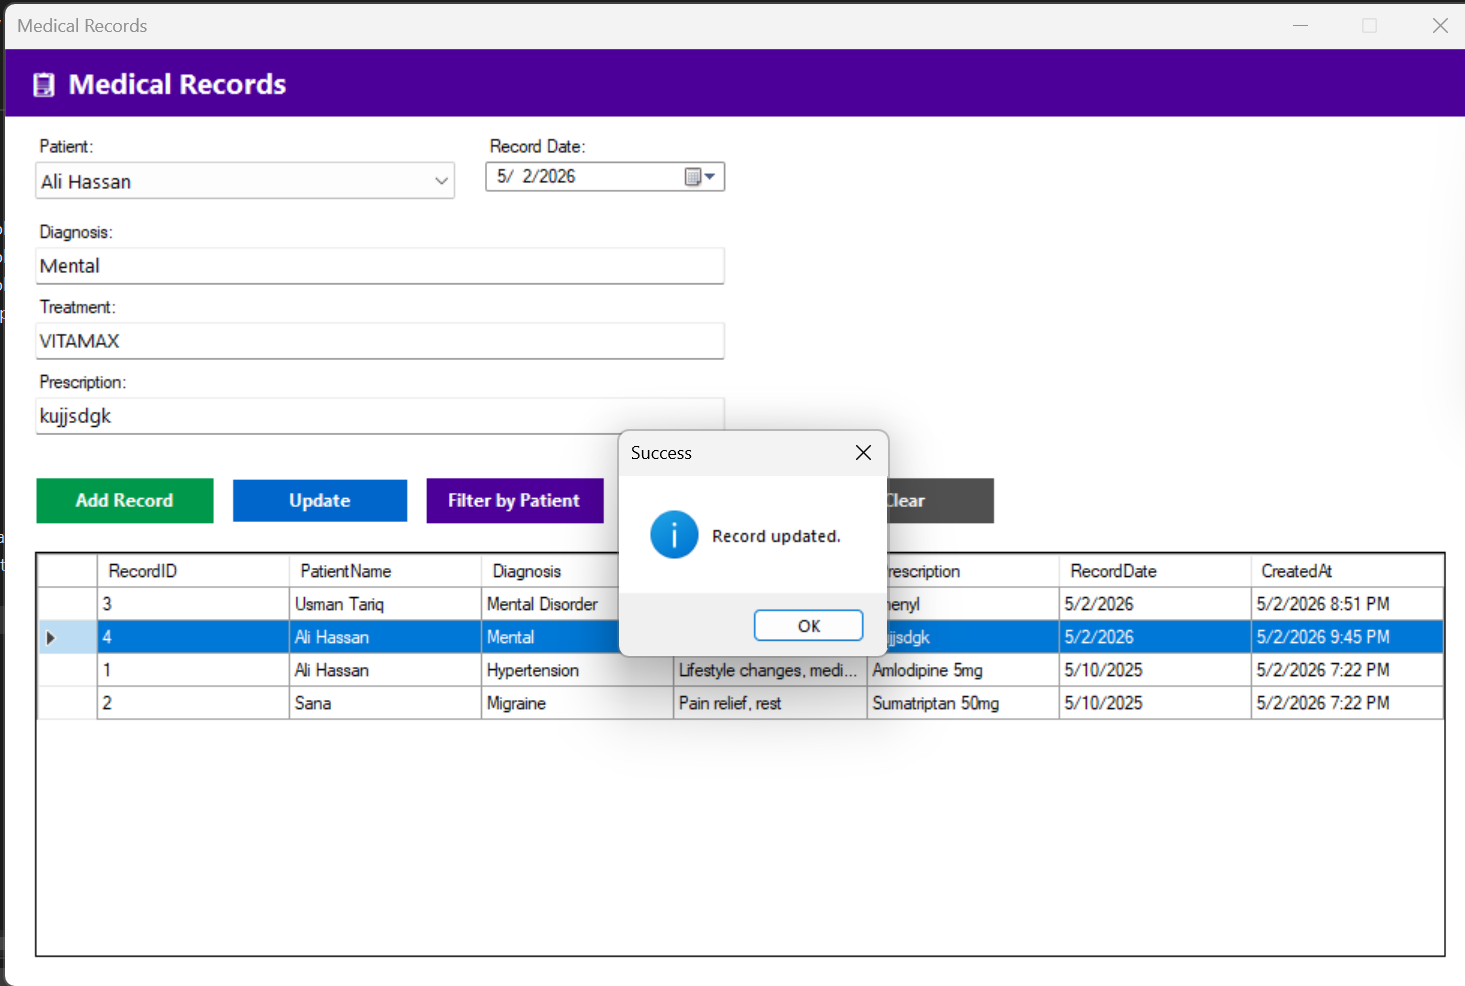 Medical Records
Medical Records
Patient:
Record Date:
Ali Hassan
5/ 2/2026
Diagnosis:
Mental
Treatment:
VITAMAX
Prescription:
kujjsdgk
Success
Record updated.
OK
Add Record
Update
Filter by Patient
Clear
RecordID PatientName Diagnosis rescription RecordDate CreatedAt
3 Usman Tariq Mental Disorder 5/2/2026 5/2/2026 8:51 PM
4 Ali Hassan Mental jjsdgk 5/2/2026 5/2/2026 9:45 PM
1 Ali Hassan Hypertension Lifestyle changes, medi... Amlodipine 5mg 5/10/2025 5/2/2026 7:22 PM
2 Sana Migraine Pain relief, rest Sumatriptan 50mg 5/10/2025 5/2/2026 7:22 PM